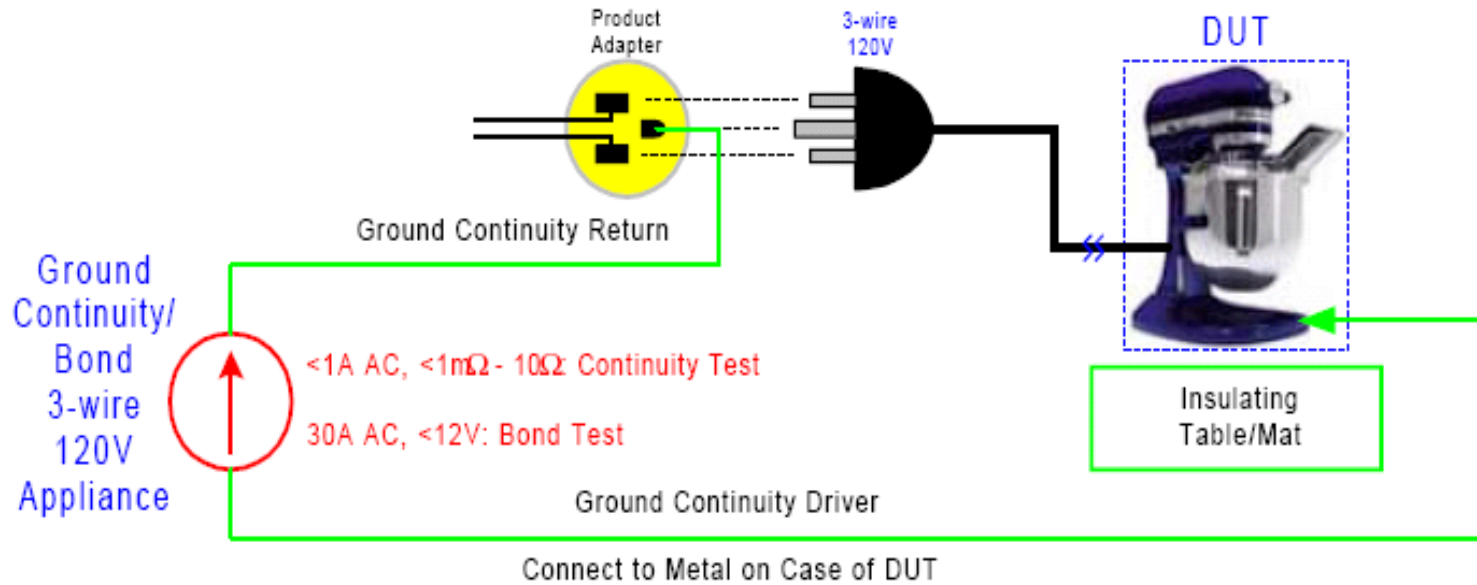 Product
Adapter
3-wire
120V
DUT
Ground Continuity Return
Ground
Continuity/
Bond
3-wire
120V
Appliance
<1A AC, <1mΩ - 10Ω: Continuity Test
30A AC, <12V: Bond Test
Insulating
Table/Mat
Ground Continuity Driver
Connect to Metal on Case of DUT